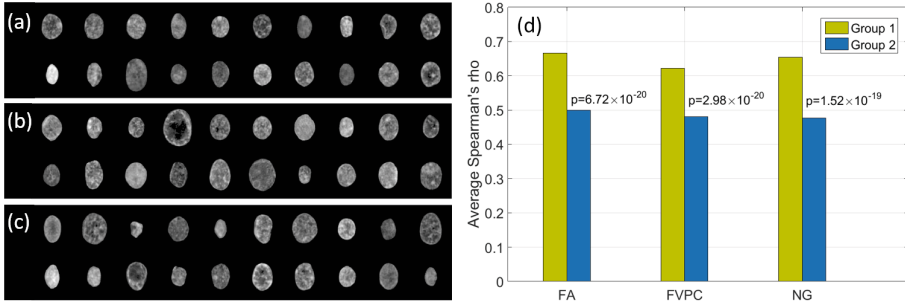 (a)
(b)
(c)
(d)
Group 1
Group 2
Average Spearman's rho
0.8
0.7
0.6
0.5
0.4
0.3
0.2
0.1
0
p=6.72×10⁻²⁰
p=2.98×10⁻²⁰
p=1.52×10⁻¹⁹
FA
FVPC
NG